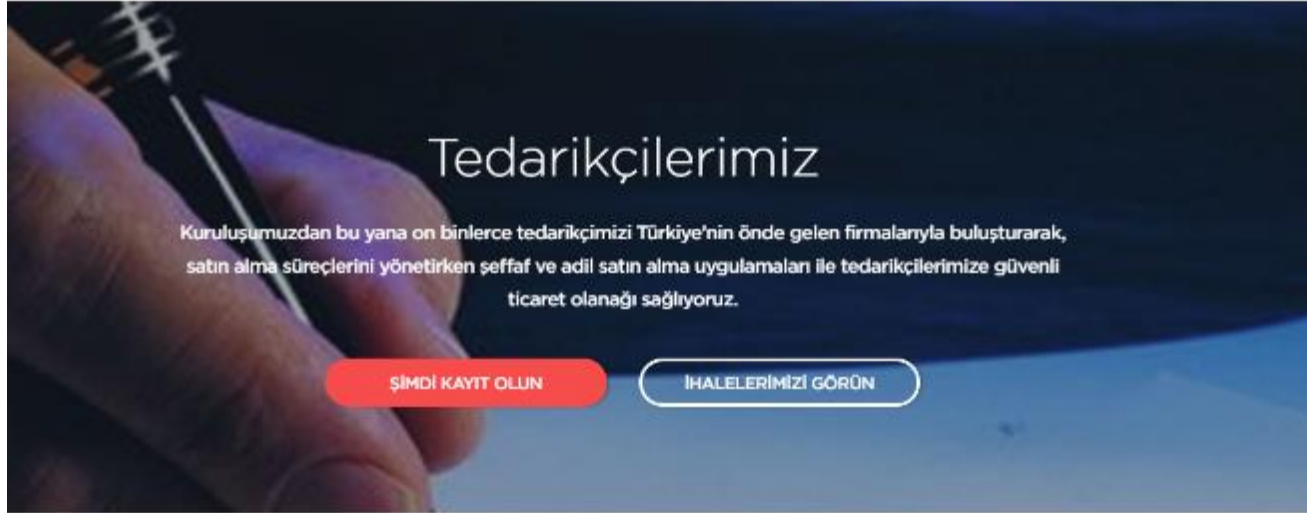 Tedarikçilerimiz
Kuruluşumuzdan bu yana on binlerce tedarikçimizi Türkiye'nin önde gelen firmalarıyla buluşturarak,
satın alma süreçlerini yönetirken şeffaf ve adil satın alma uygulamaları ile tedarikçilerimize güvenli
ticaret olanağı sağlıyoruz.
ŞİMDİ KAYIT OLUN
İHALELERİMİZİ GÖRÜN